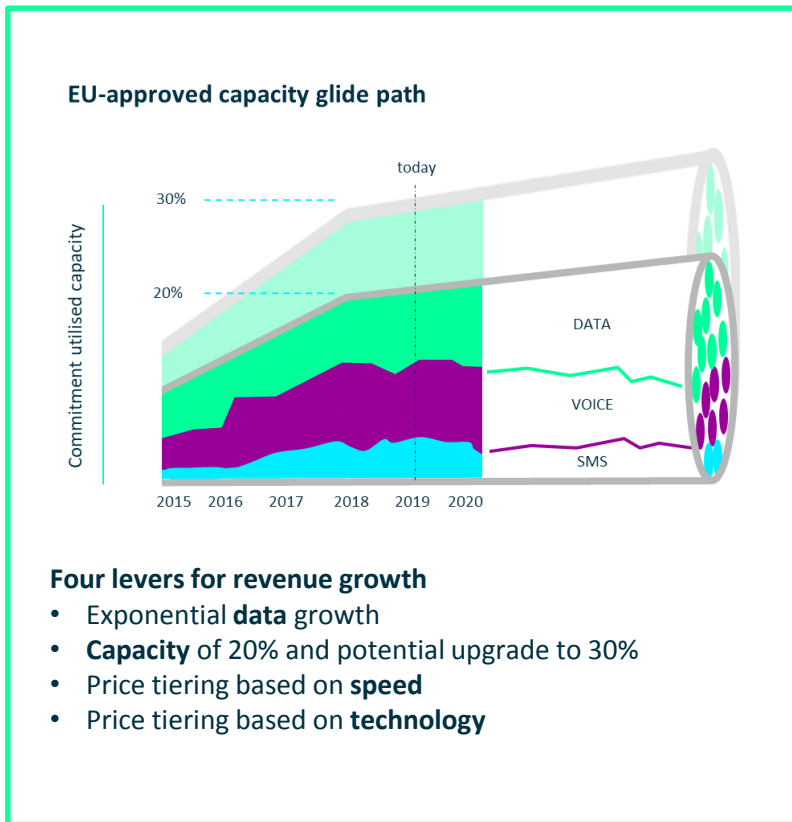 EU-approved capacity glide path
today
30%
20%
Commitment utilised capacity
DATA
VOICE
SMS
2015 2016 2017 2018 2019 2020
Four levers for revenue growth
• Exponential data growth
• Capacity of 20% and potential upgrade to 30%
• Price tiering based on speed
• Price tiering based on technology